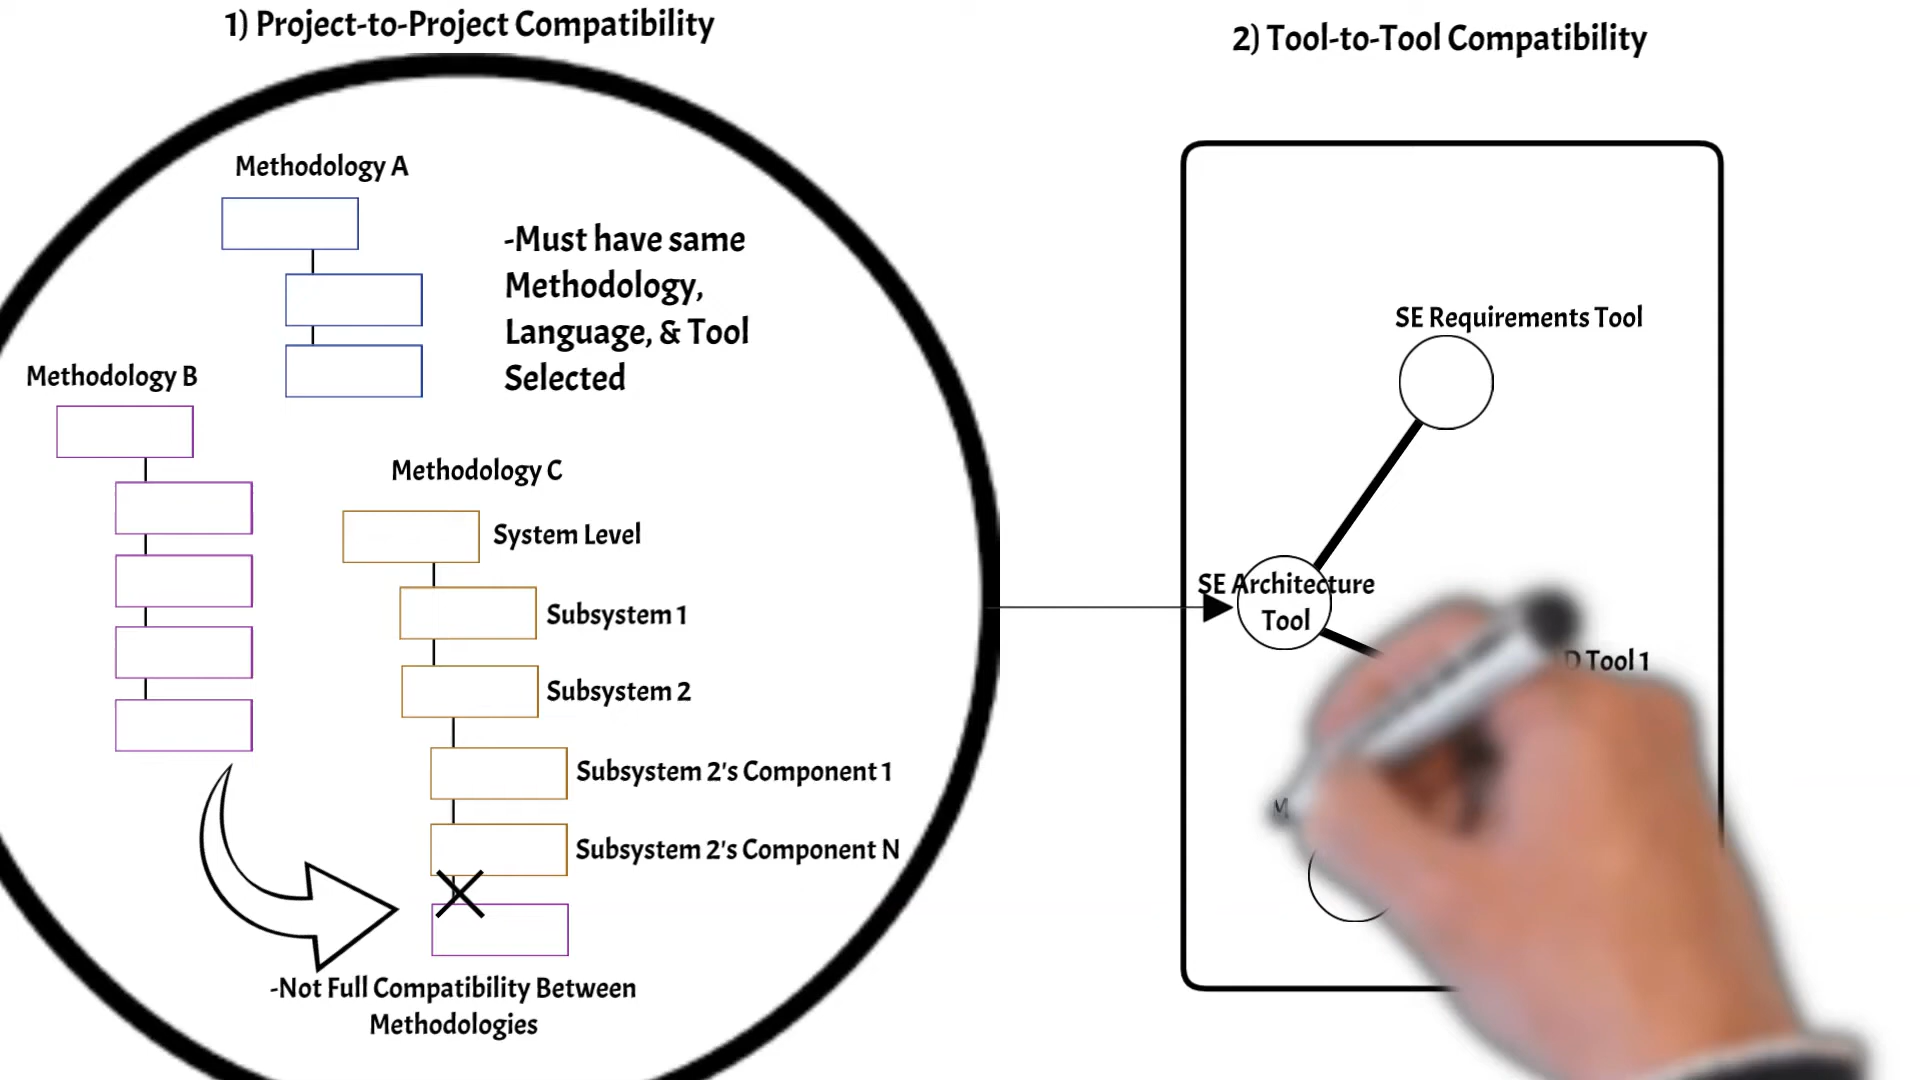 1) Project-to-Project Compatibility
2) Tool-to-Tool Compatibility
Methodology A
-Must have same
Methodology,
Language, & Tool
Selected
Methodology B
Methodology C
System Level
Subsystem 1
Subsystem 2
Subsystem 2's Component 1
Subsystem 2's Component N
-Not Full Compatibility Between
Methodologies
SE Requirements Tool
SE Architecture
Tool
Tool 1